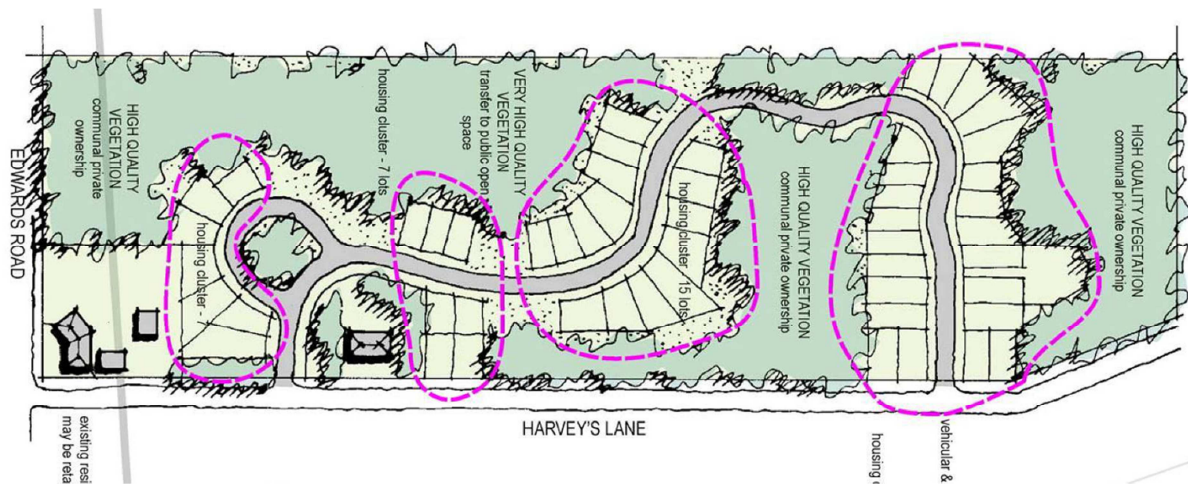 HIGH QUALITY
VEGETATION
communal private
ownership
housing cluster - 7 lots
VERY HIGH QUALITY
VEGETATION
transfer to public open
space
HIGH QUALITY VEGETATION
communal private ownership
HIGH QUALITY VEGETATION
communal private ownership
EDWARDS ROAD
housing cluster
housing cluster 15 lots
HARVEY'S LANE
existing resi
may be reta
vehicular &
housing c